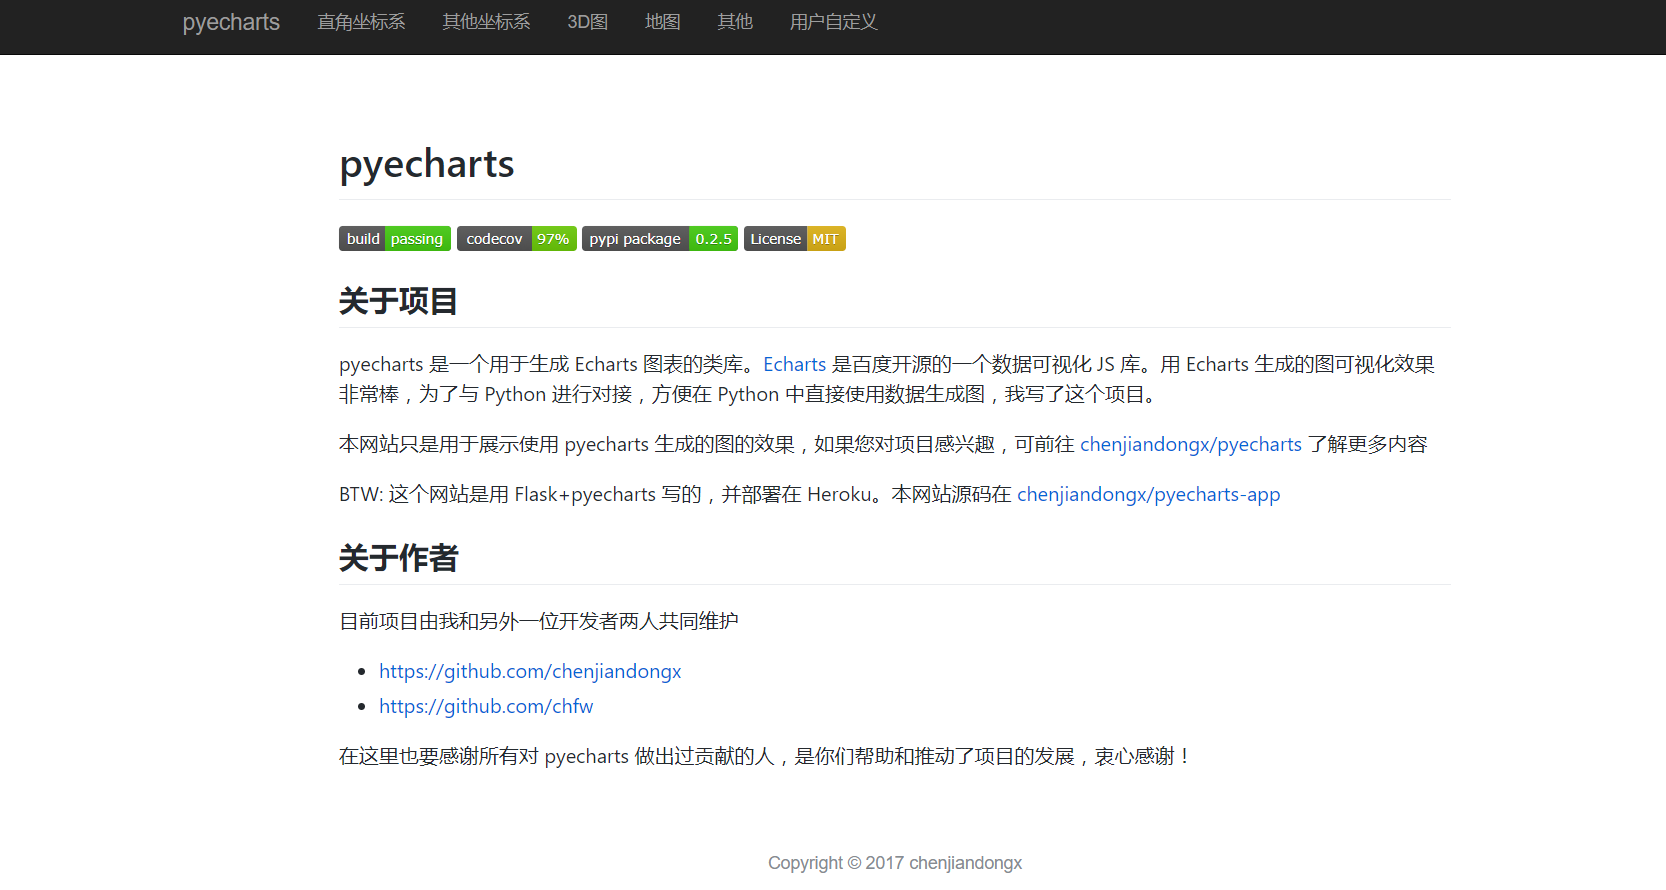 pyecharts 直角坐标系 其他坐标系 3D图 地图 其他 用户自定义
pyecharts
build passing codecov 97% pypi package 0.2.5 License MIT
关于项目
pyecharts 是一个用于生成 Echarts 图表的类库。Echarts 是百度开源的一个数据可视化 JS 库。用 Echarts 生成的图可视化效果
非常棒，为了与 Python 进行对接，方便在 Python 中直接使用数据生成图，我写了这个项目。
本网站只是用于展示使用 pyecharts 生成的图的效果，如果您对项目感兴趣，可前往 chenjiandongx/pyecharts 了解更多内容
BTW: 这个网站是用 Flask+pyecharts 写的，并部署在 Heroku。本网站源码在 chenjiandongx/pyecharts-app
关于作者
目前项目由我和另外一位开发者两人共同维护
• https://github.com/chenjiandongx
• https://github.com/chfw
在这里也要感谢所有对 pyecharts 做出过贡献的人，是你们帮助和推动了项目的发展，衷心感谢！
Copyright © 2017 chenjiandongx